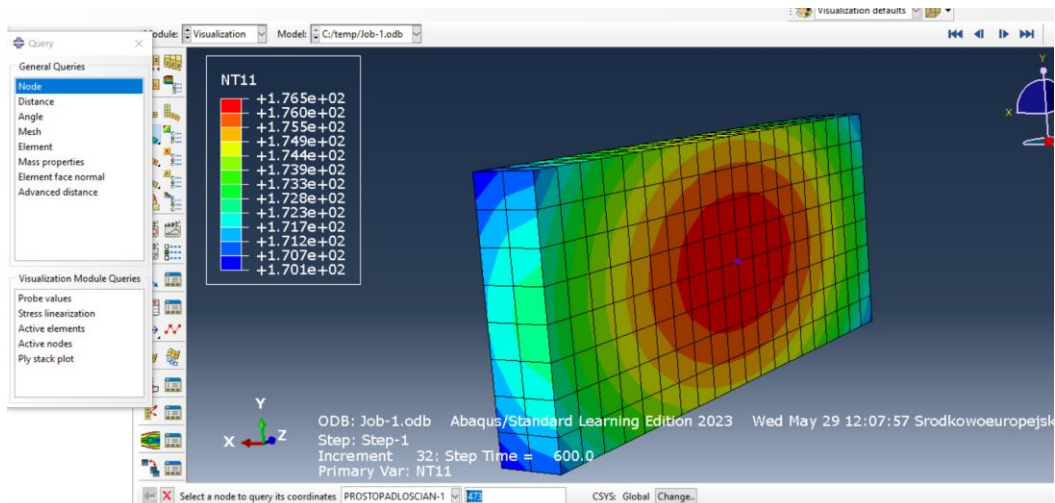 Visualization defaults
Query
Module:
Visualization
Model:
C:/temp/Job-1.odb
General Queries
Node
Distance
Angle
Mesh
Element
Mass properties
Element face normal
Advanced distance
Visualization Module Queries
Probe values
Stress linearization
Active elements
Active nodes
Ply stack plot
NT11
+1.765e+02
+1.760e+02
+1.755e+02
+1.749e+02
+1.744e+02
+1.739e+02
+1.733e+02
+1.728e+02
+1.723e+02
+1.717e+02
+1.712e+02
+1.707e+02
+1.701e+02
Y
X
Y
X
Z
ODB: Job-1.odb Abaqus/Standard Learning Edition 2023 Wed May 29 12:07:57 Srodkowoeuropejsk
Step: Step-1
Increment 32: Step Time = 600.0
Primary Var: NT11
Select a node to query its coordinates PROSTOPADLOSCIAN-1 473 CSYS: Global Change..